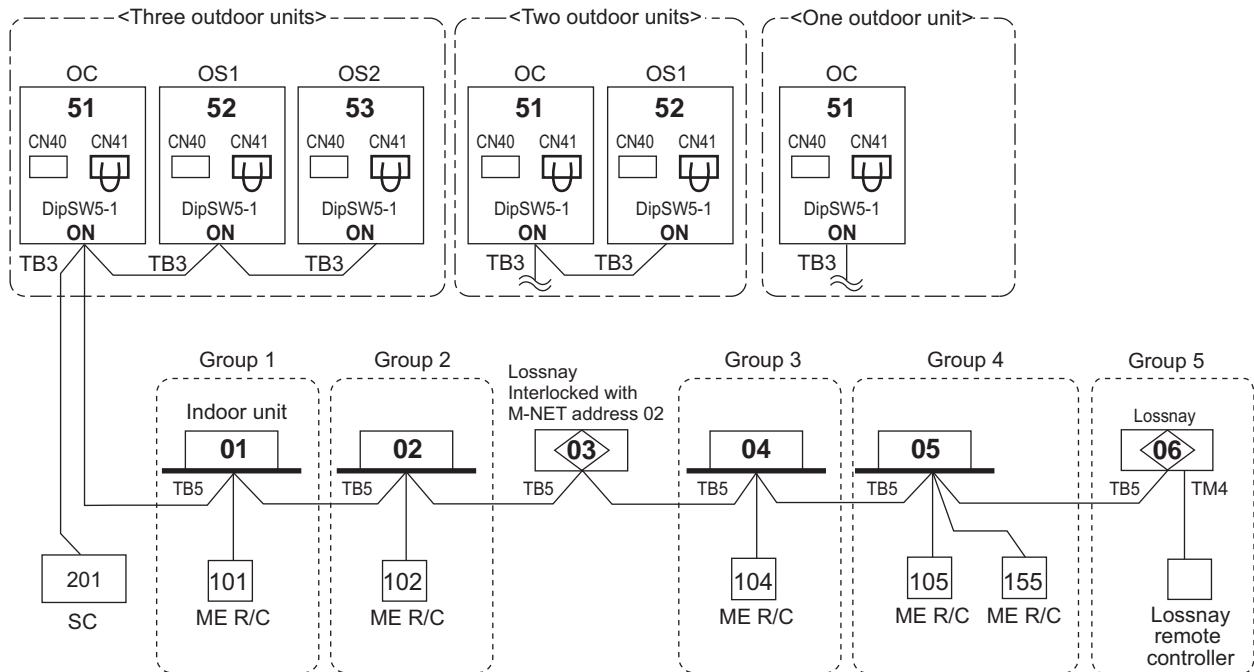 <Three outdoor units>
<Two outdoor units>
<One outdoor unit>
OC OS1 OS2 OC OS1 OC
51 52 53 51 52 51
CN40 CN41 CN40 CN41 CN40 CN41 CN40 CN41 CN40 CN41 CN40 CN41
DipSW5-1 DipSW5-1 DipSW5-1 DipSW5-1 DipSW5-1 DipSW5-1
ON ON ON ON ON ON
TB3 TB3 TB3 TB3 TB3 TB3
Group 1 Group 2
Lossnay
Interlocked with
M-NET address 02
Group 3 Group 4 Group 5
Indoor unit
Lossnay
01 02 03 04 05 06
TB5 TB5 TB5 TB5 TB5 TB5 TM4
201 101 102 104 105 155
SC ME R/C ME R/C ME R/C ME R/C ME R/C
Lossnay
remote
controller